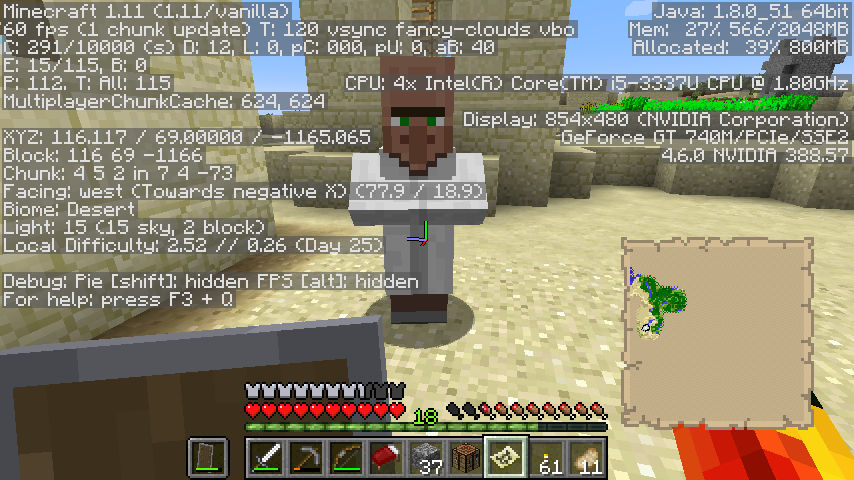 Minecraft 1.11 (1.11/vanilla)
60 fps (1 chunk update) T: 120 vsync fancy-clouds vbo
C: 291/10000 (s) D: 12, L: 0, pC: 000, pU: 0, aB: 40
E: 15/115, B: 0
P: 112. T: All: 115
MultiplayerChunkCache: 624, 624
XYZ: 116.117 / 69.00000 / -1165.065
Block: 116 69 -1166
Chunk: 4 5 2 in 7 4 -73
Facing: west (Towards negative X) (77.9 / 18.9)
Biome: Desert
Light: 15 (15 sky, 2 block)
Local Difficulty: 2.52 // 0.26 (Day 25)
Debug: Pie [shift]: hidden FPS [alt]: hidden
For help: press F3 + Q
Java: 1.8.0_51 64bit
Mem: 27% 566/2048MB
Allocated: 39% 800MB
CPU: 4x Intel(R) Core(TM) i5-3337U CPU @ 1.80GHz
Display: 854x480 (NVIDIA Corporation)
GeForce GT 740M/PCIe/SSE2
4.6.0 NVIDIA 388.57
18
37
61
11